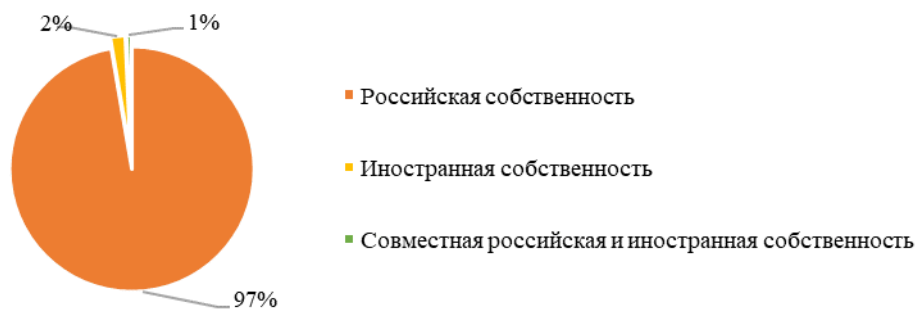 2%
1%
Российская собственность
Иностранная собственность
Совместная российская и иностранная собственность
97%